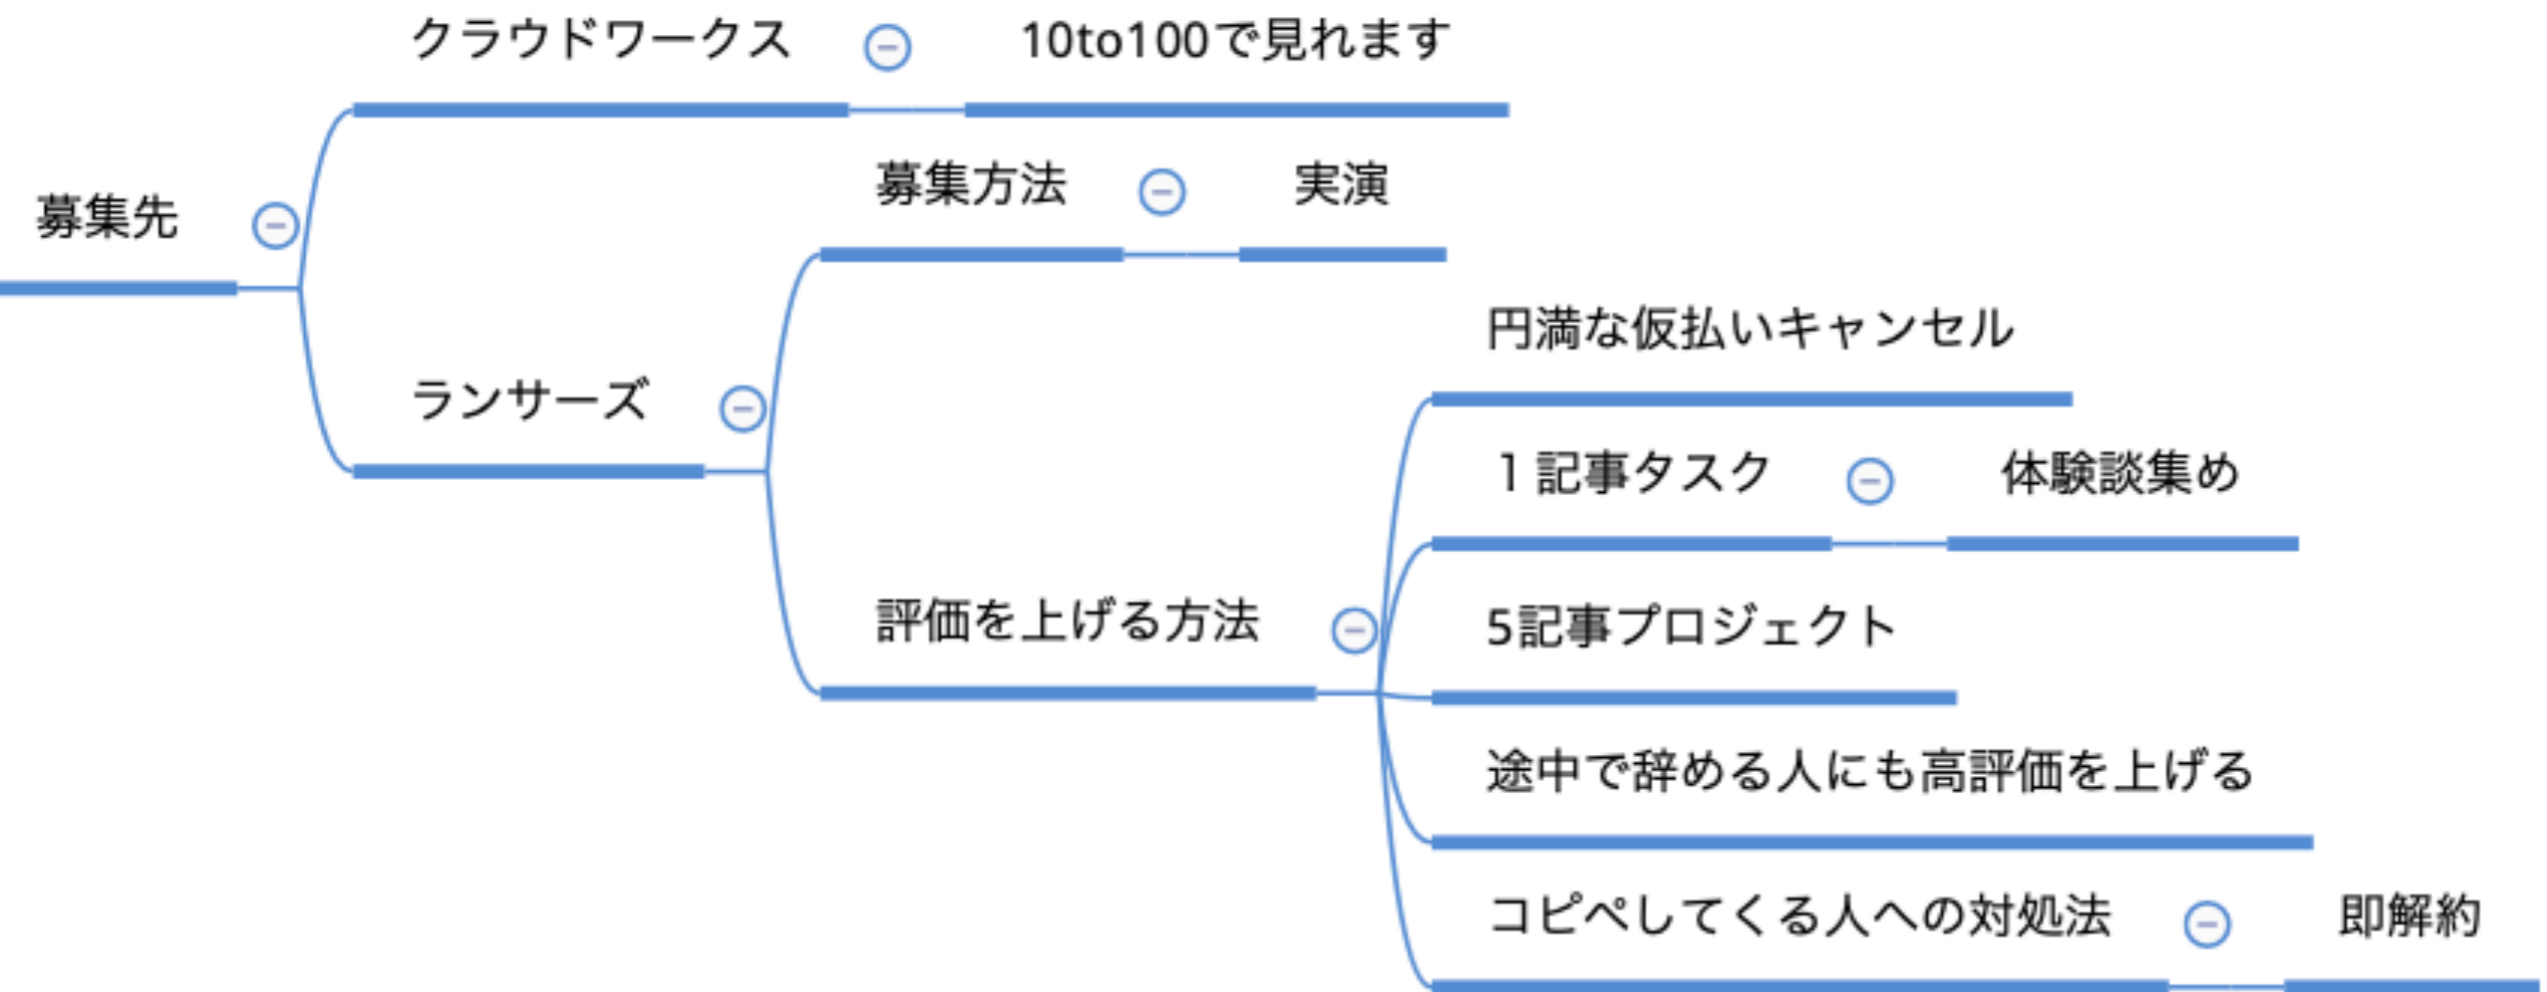 クラウドワークス
10to100で見れます
募集先
募集方法
実演
ランサーズ
円満な仮払いキャンセル
１記事タスク
体験談集め
評価を上げる方法
5記事プロジェクト
途中で辞める人にも高評価を上げる
コピペしてくる人への対処法
即解約